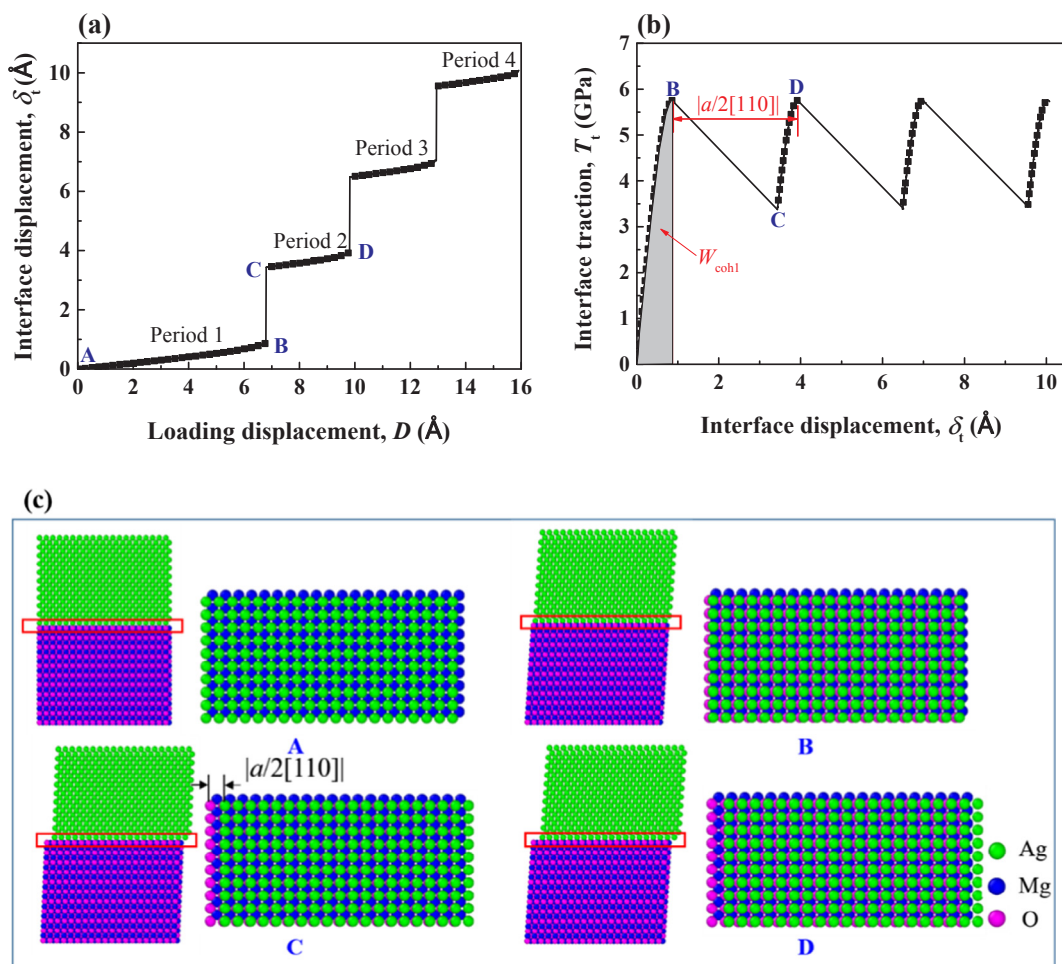 (a)
Interface displacement, δt (Å)
10
8
6
4
2
0
Period 4
Period 3
Period 2
Period 1
A
B
C
D
0 2 4 6 8 10 12 14 16
Loading displacement, D (Å)
(b)
Interface traction, Tt (GPa)
7
6
5
4
3
2
1
0
B
D
|a/2[110]|
C
Wcoh1
0 2 4 6 8 10
Interface displacement, δt (Å)
(c)
A
B
|a/2[110]|
C
D
Ag
Mg
O